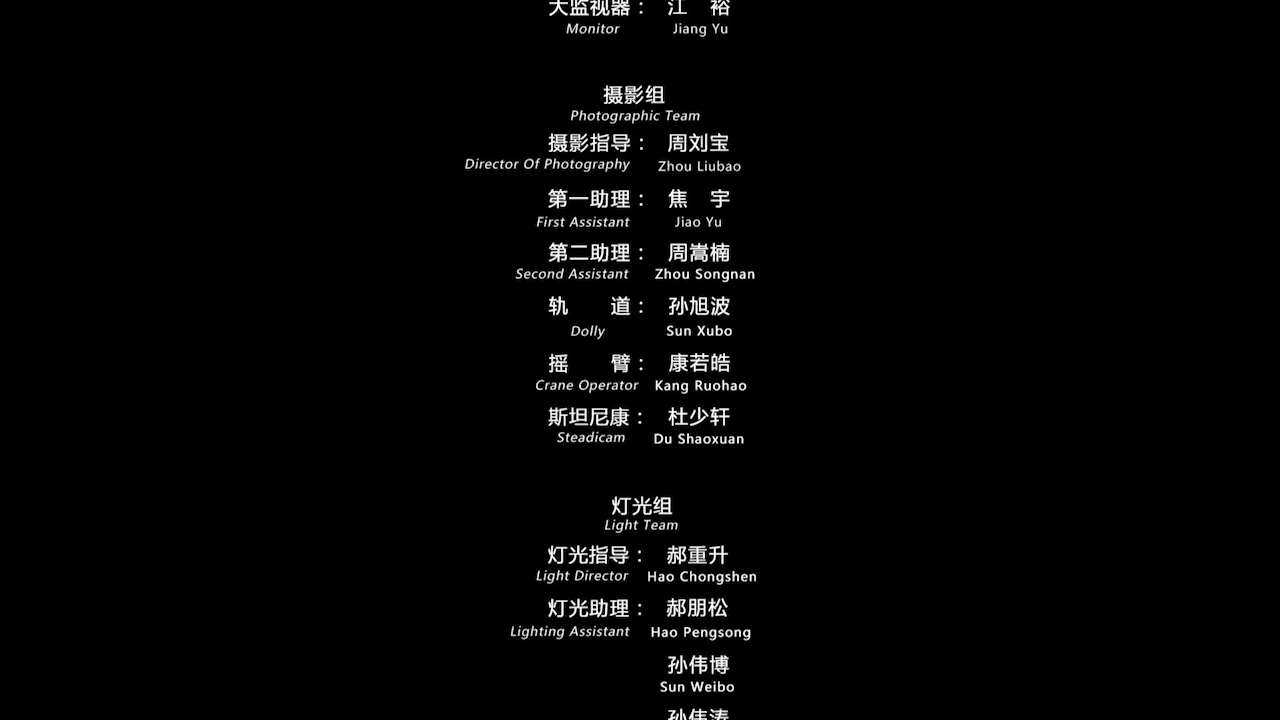 大监视器： 江　裕
Monitor Jiang Yu
摄影组
Photographic Team
摄影指导： 周刘宝
Director Of Photography Zhou Liubao
第一助理： 焦　宇
First Assistant Jiao Yu
第二助理： 周嵩楠
Second Assistant Zhou Songnan
轨　　道： 孙旭波
Dolly Sun Xubo
摇　　臂： 康若皓
Crane Operator Kang Ruohao
斯坦尼康： 杜少轩
Steadicam Du Shaoxuan
灯光组
Light Team
灯光指导： 郝重升
Light Director Hao Chongshen
灯光助理： 郝朋松
Lighting Assistant Hao Pengsong
孙伟博
Sun Weibo
孙伟涛